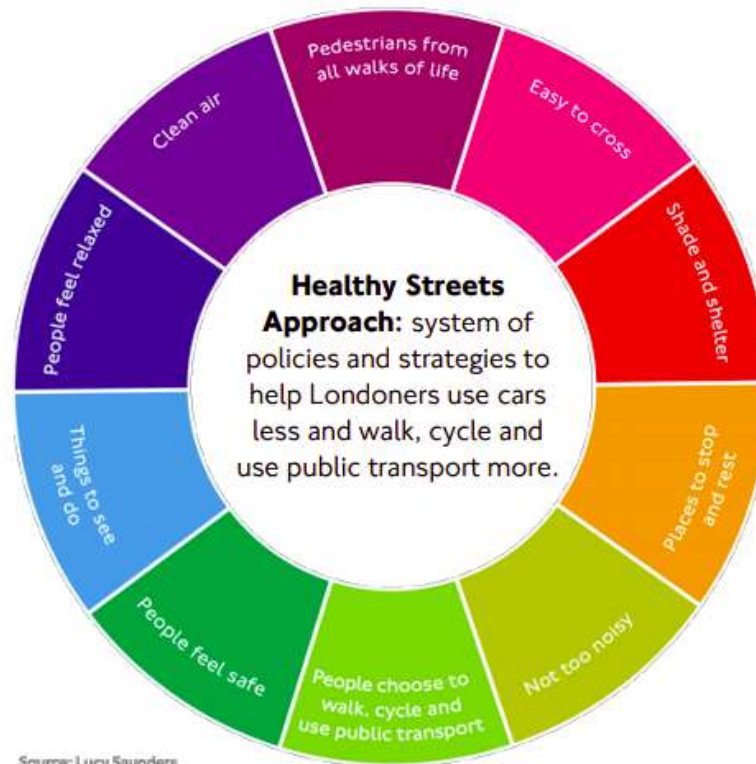 Pedestrians from
all walks of life
Easy to cross
Shade and shelter
Places to stop
and rest
Not too noisy
People choose to
walk, cycle and
use public transport
People feel safe
Things to see
and do
People feel relaxed
Clean air
Healthy Streets
Approach: system of
policies and strategies to
help Londoners use cars
less and walk, cycle and
use public transport more.
Source: Lucy Saunders